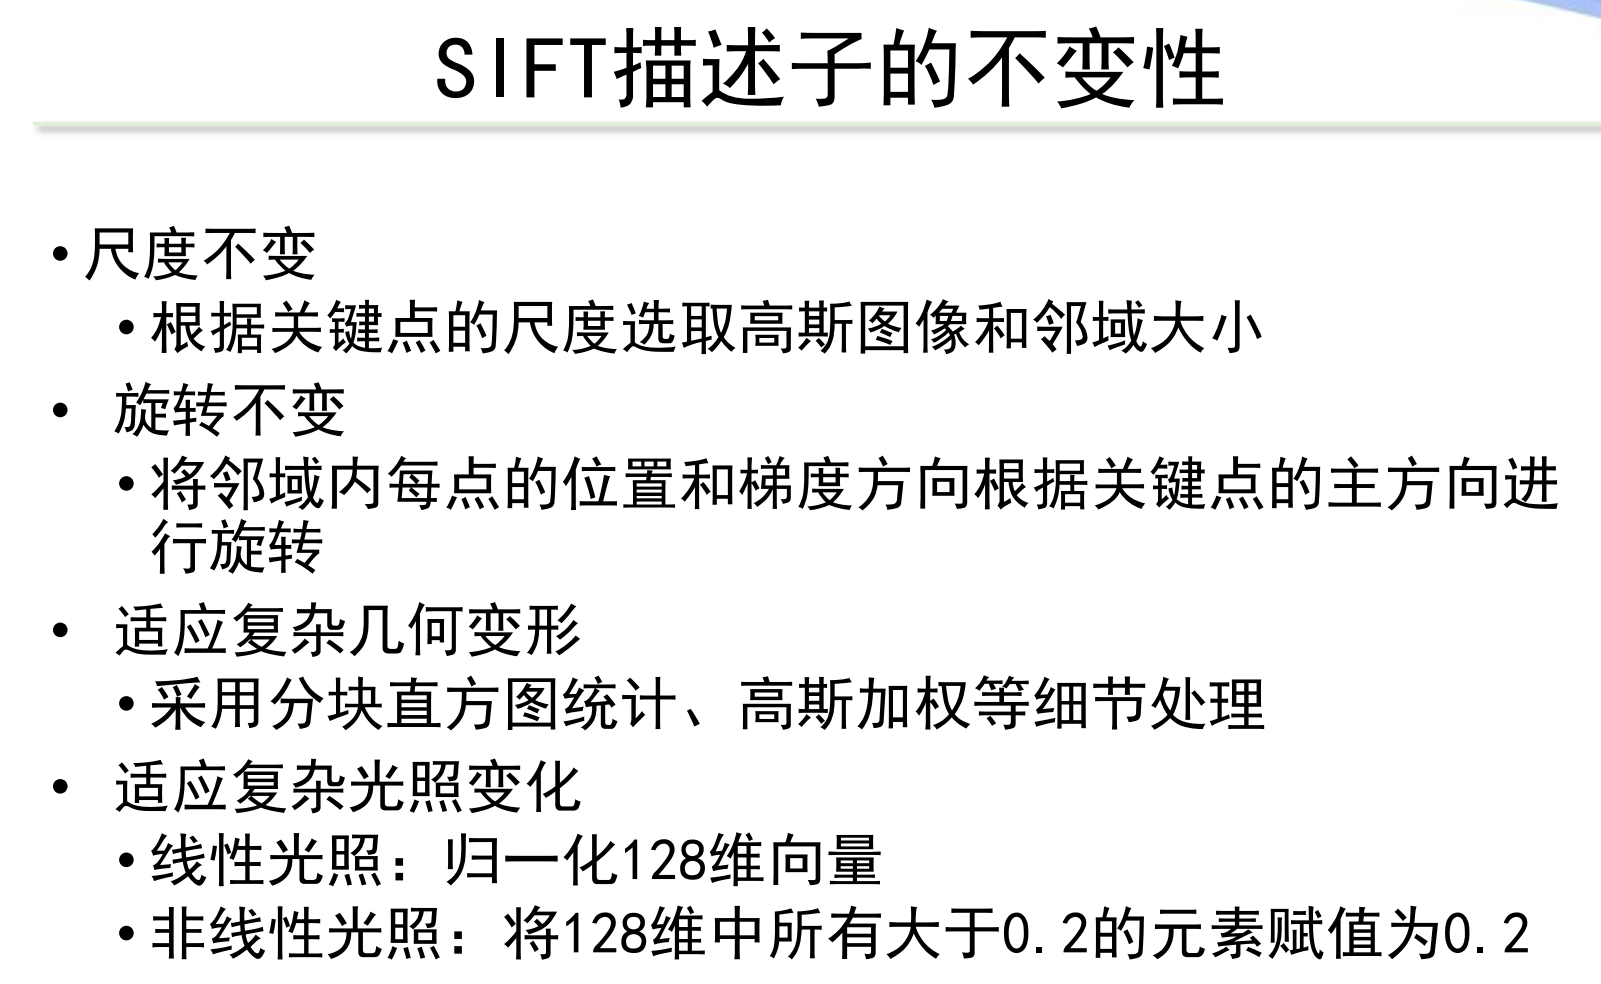 SIFT描述子的不变性
•尺度不变
•根据关键点的尺度选取高斯图像和邻域大小
• 旋转不变
•将邻域内每点的位置和梯度方向根据关键点的主方向进
行旋转
• 适应复杂几何变形
•采用分块直方图统计、高斯加权等细节处理
• 适应复杂光照变化
•线性光照：归一化128维向量
•非线性光照：将128维中所有大于0.2的元素赋值为0.2